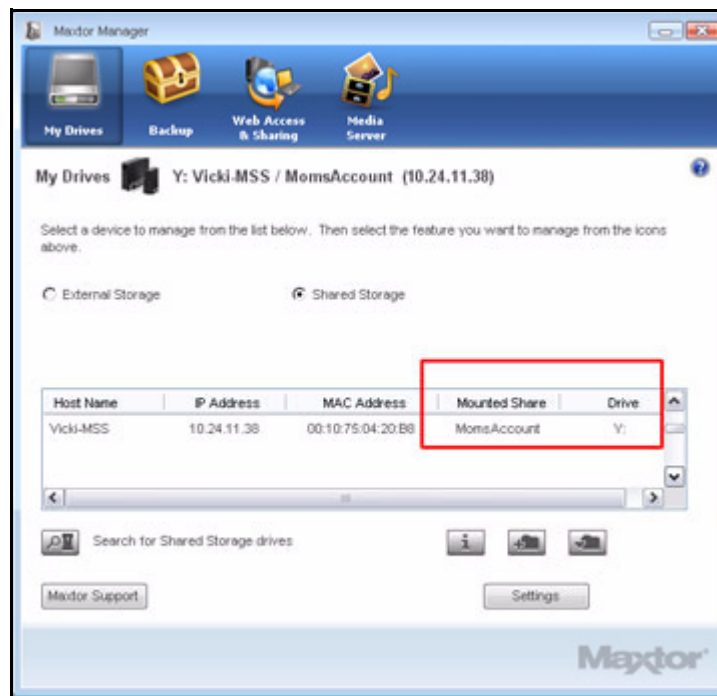 Maxtor Manager
My Drives
Backup
Web Access
& Sharing
Media
Server
My Drives Y: Vicki-MSS / MomsAccount (10.24.11.38)
Select a device to manage from the list below. Then select the feature you want to manage from the icons
above.
External Storage Shared Storage
Host Name IP Address MAC Address Mounted Share Drive
Vicki-MSS 10.24.11.38 00:10:75:04:20:B8 MomsAccount Y:
Search for Shared Storage drives
Maxtor Support Settings
Maxtor